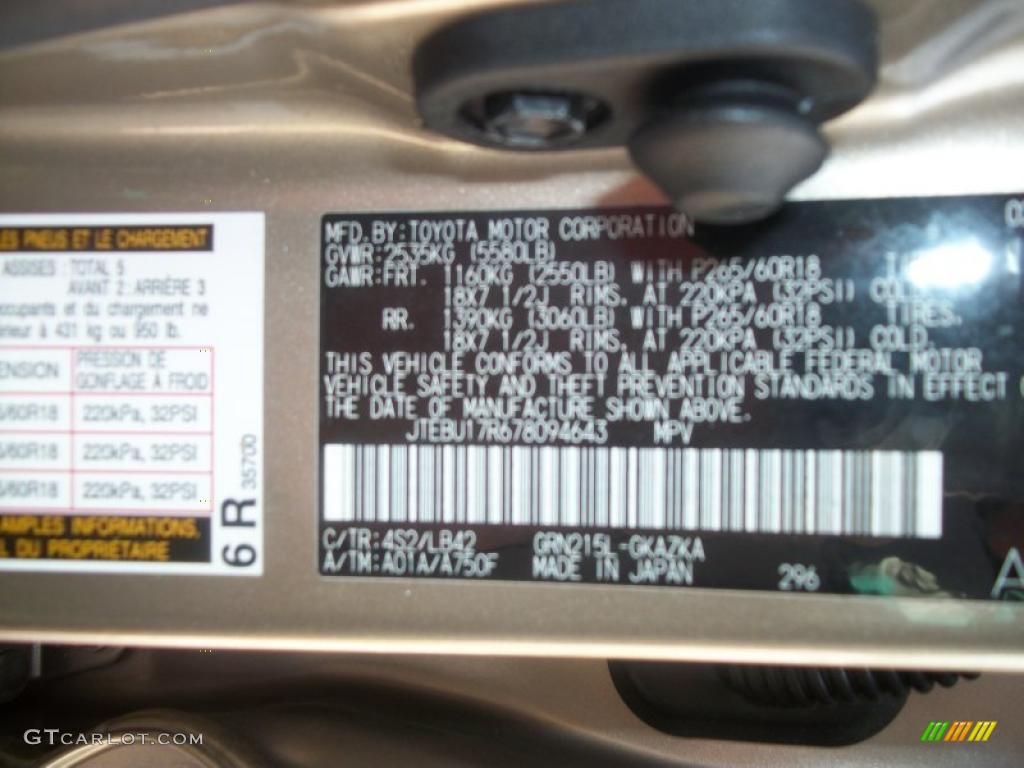 LES PNEUS ET LE CHARGEMENT
ASSISES : TOTAL 5
AVANT 2 : ARRIÈRE 3
occupants et du chargement ne
431 kg ou 950 lb.
PRESSION DE
GONFLAGE À FROID
/60R18 220kPa, 32PSI
/60R18 220kPa, 32PSI
/60R18 220kPa, 32PSI
AMPLES INFORMATIONS,
DU PROPRIÉTAIRE
6 R 35700
MFD. BY: TOYOTA MOTOR CORPORATION
GVWR: 2535KG (5580LB)
GAWR: FRT. 1160KG (2550LB) WITH P265/60R18
18X7 1/2J RIMS, AT 220KPA (32PSI) COLD.
RR. 1390KG (3060LB) WITH P265/60R18 TIRES,
18X7 1/2J RIMS, AT 220KPA (32PSI) COLD.
THIS VEHICLE CONFORMS TO ALL APPLICABLE FEDERAL MOTOR
VEHICLE SAFETY AND THEFT PREVENTION STANDARDS IN EFFECT
THE DATE OF MANUFACTURE SHOWN ABOVE.
JTEBU17R678094643 MPV
C/TR: 4S2/LB42 GRN215L-GKAZKA
A/TM: A01A/A750F MADE IN JAPAN 296
GTCARLOT.COM